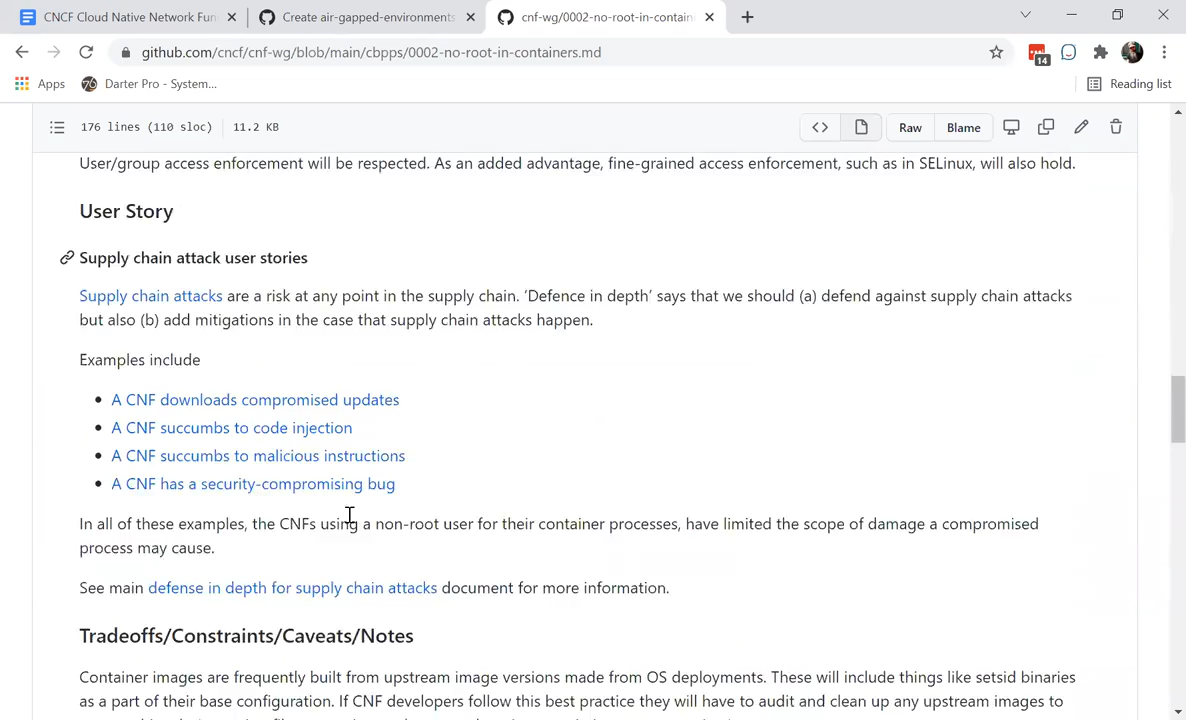 CNCF Cloud Native Network Fun
Create air-gapped-environments
cnf-wg/0002-no-root-in-contain
github.com/cncf/cnf-wg/blob/main/cbpps/0002-no-root-in-containers.md
14
Apps
Darter Pro - System...
Reading list
176 lines (110 sloc)
11.2 KB
Raw
Blame
User/group access enforcement will be respected. As an added advantage, fine-grained access enforcement, such as in SELinux, will also hold.
User Story
Supply chain attack user stories
Supply chain attacks are a risk at any point in the supply chain. ‘Defence in depth’ says that we should (a) defend against supply chain attacks
but also (b) add mitigations in the case that supply chain attacks happen.
Examples include
• A CNF downloads compromised updates
• A CNF succumbs to code injection
• A CNF succumbs to malicious instructions
• A CNF has a security-compromising bug
In all of these examples, the CNFs using a non-root user for their container processes, have limited the scope of damage a compromised
process may cause.
See main defense in depth for supply chain attacks document for more information.
Tradeoffs/Constraints/Caveats/Notes
Container images are frequently built from upstream image versions made from OS deployments. These will include things like setsid binaries
as a part of their base configuration. If CNF developers follow this best practice they will have to audit and clean up any upstream images to